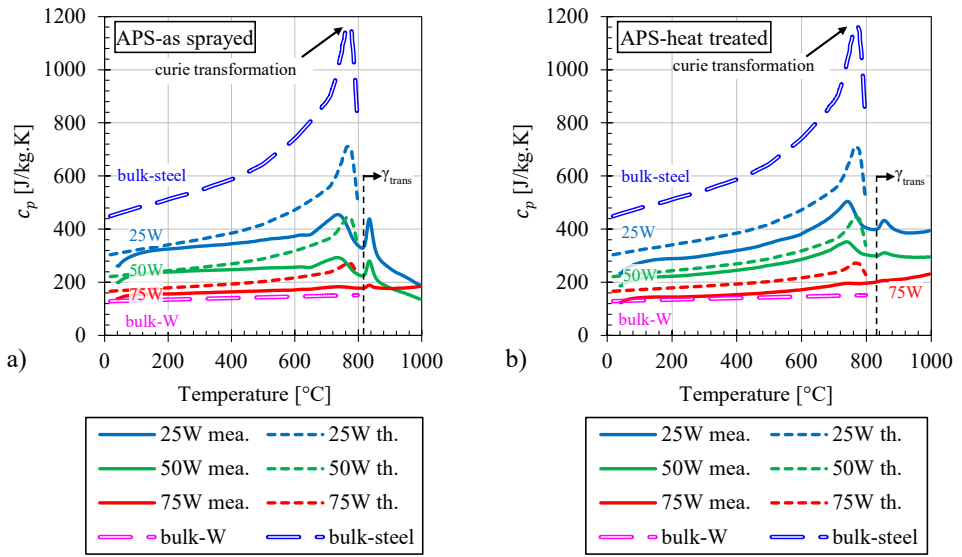 APS-as sprayed
curie transformation
bulk-steel
γtrans
25W
50W
75W
bulk-W
cp [J/kg.K]
1200
1000
800
600
400
200
0
0 200 400 600 800 1000
Temperature [°C]
a)
25W mea. 25W th.
50W mea. 50W th.
75W mea. 75W th.
bulk-W bulk-steel
APS-heat treated
curie transformation
bulk-steel
γtrans
25W
50W
75W
bulk-W
cp [J/kg.K]
1200
1000
800
600
400
200
0
0 200 400 600 800 1000
Temperature [°C]
b)
25W mea. 25W th.
50W mea. 50W th.
75W mea. 75W th.
bulk-W bulk-steel